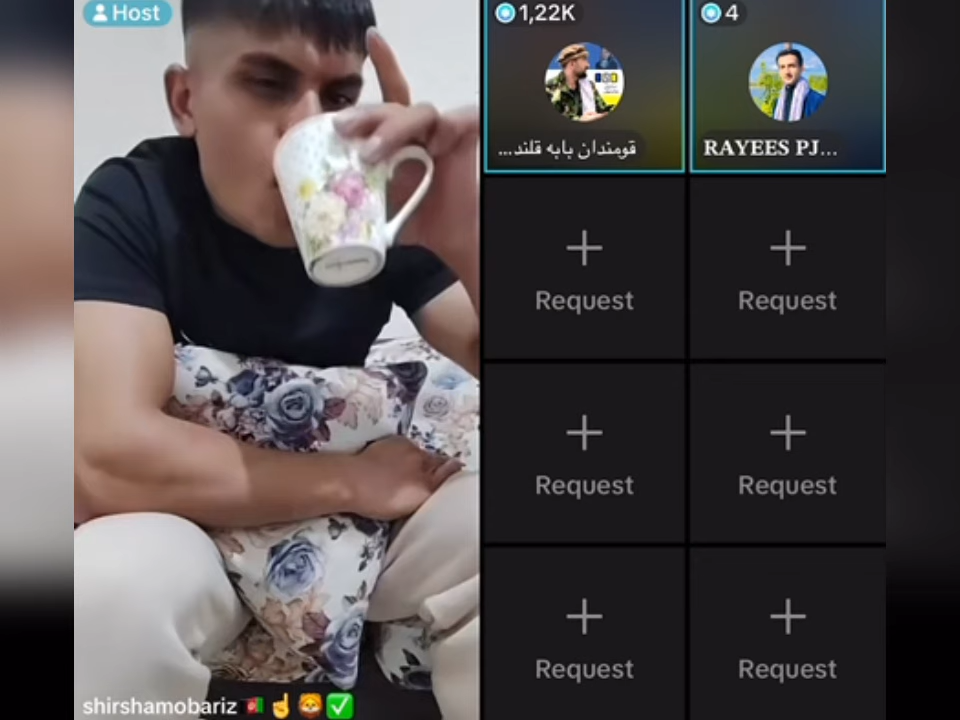 Host
1,22K
4
قومندان بابه قلند...
RAYEES PJ...
Request
Request
Request
Request
Request
Request
shirshamobariz 🇦🇫☝️🦁✅